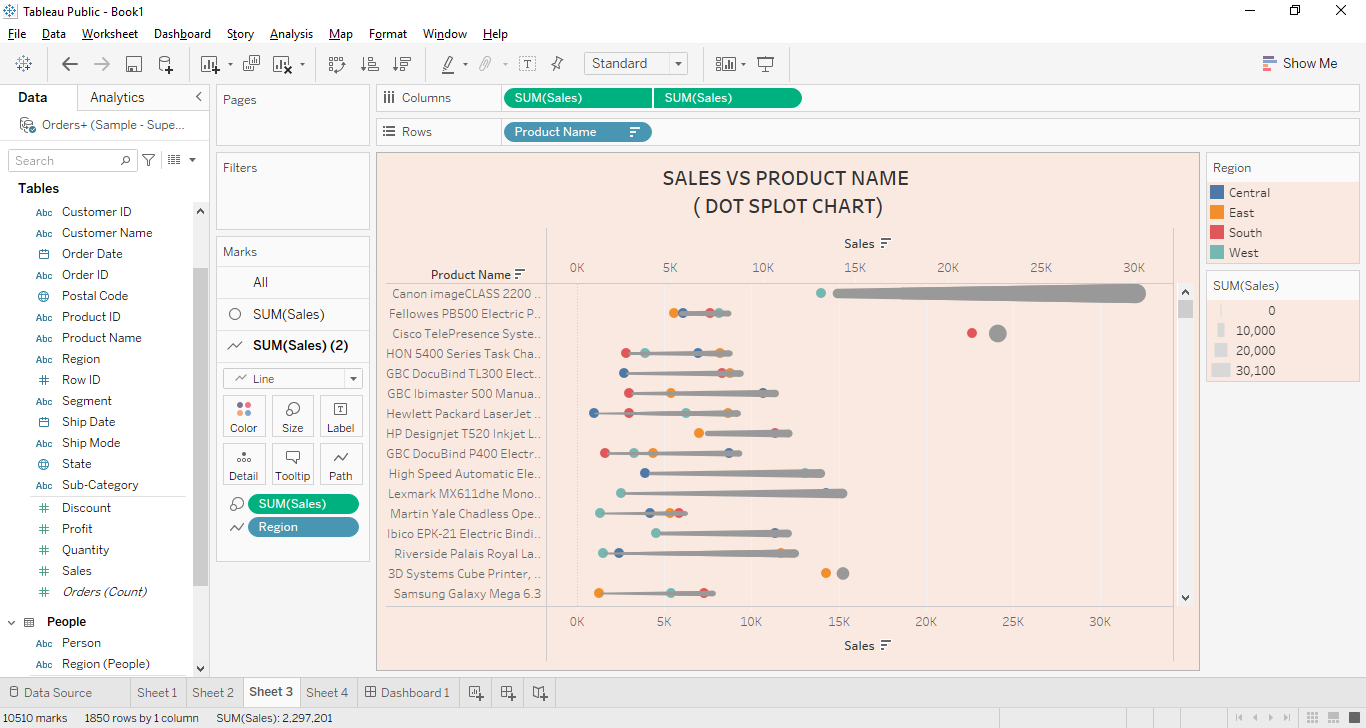 Tableau Public - Book1
File Data Worksheet Dashboard Story Analysis Map Format Window Help
Standard
Show Me
Data Analytics
Orders+ (Sample - Supe...
Search
Tables
Abc Customer ID
Abc Customer Name
Order Date
Abc Order ID
Postal Code
Abc Product ID
Abc Product Name
Abc Region
# Row ID
Abc Segment
Ship Date
Abc Ship Mode
State
Abc Sub-Category
# Discount
# Profit
# Quantity
# Sales
# Orders (Count)
People
Abc Person
Abc Region (People)
Pages
Filters
Marks
All
SUM(Sales)
SUM(Sales) (2)
Line
Color Size Label
Detail Tooltip Path
SUM(Sales)
Region
Columns SUM(Sales) SUM(Sales)
Rows Product Name
SALES VS PRODUCT NAME
( DOT SPLOT CHART)
Sales
Product Name
0K 5K 10K 15K 20K 25K 30K
Canon imageCLASS 2200 ..
Fellowes PB500 Electric P..
Cisco TelePresence Syste..
HON 5400 Series Task Cha..
GBC DocuBind TL300 Elect..
GBC Ibimaster 500 Manua..
Hewlett Packard LaserJet ..
HP Designjet T520 Inkjet L..
GBC DocuBind P400 Electr..
High Speed Automatic Ele..
Lexmark MX611dhe Mono..
Martin Yale Chadless Ope..
Ibico EPK-21 Electric Bindi..
Riverside Palais Royal La..
3D Systems Cube Printer, ..
Samsung Galaxy Mega 6.3
0K 5K 10K 15K 20K 25K 30K
Sales
Region
Central
East
South
West
SUM(Sales)
0
10,000
20,000
30,100
Data Source Sheet 1 Sheet 2 Sheet 3 Sheet 4 Dashboard 1
10510 marks 1850 rows by 1 column SUM(Sales): 2,297,201